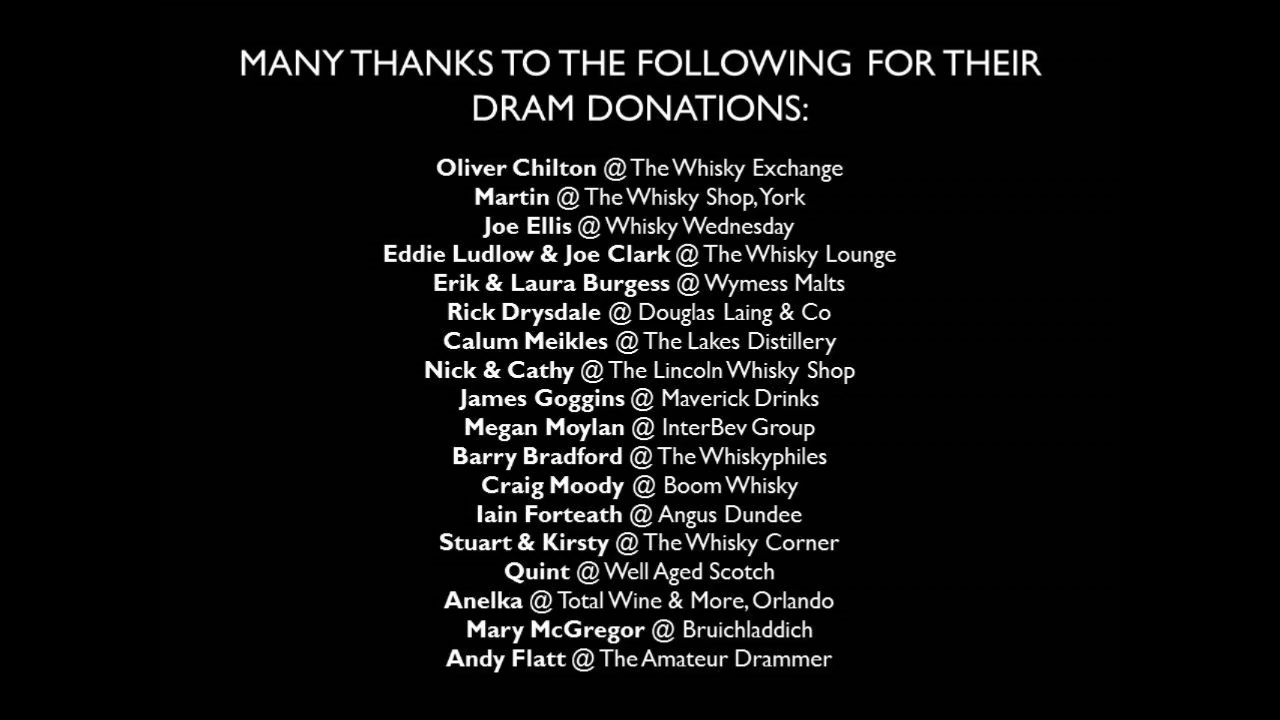 MANY THANKS TO THE FOLLOWING FOR THEIR
DRAM DONATIONS:
Oliver Chilton @ The Whisky Exchange
Martin @ The Whisky Shop, York
Joe Ellis @ Whisky Wednesday
Eddie Ludlow & Joe Clark @ The Whisky Lounge
Erik & Laura Burgess @ Wymess Malts
Rick Drysdale @ Douglas Laing & Co
Calum Meikles @ The Lakes Distillery
Nick & Cathy @ The Lincoln Whisky Shop
James Goggins @ Maverick Drinks
Megan Moylan @ InterBev Group
Barry Bradford @ The Whiskyphiles
Craig Moody @ Boom Whisky
Iain Forteath @ Angus Dundee
Stuart & Kirsty @ The Whisky Corner
Quint @ Well Aged Scotch
Anelka @ Total Wine & More, Orlando
Mary McGregor @ Bruichladdich
Andy Flatt @ The Amateur Drammer